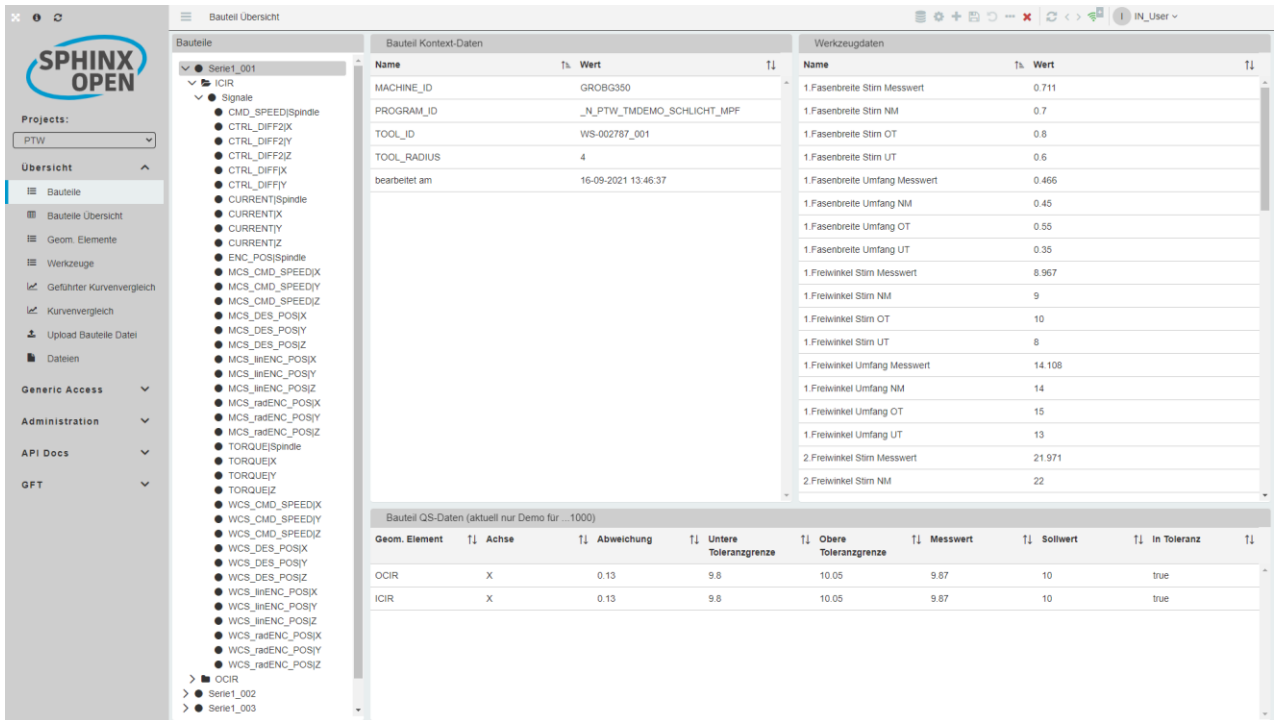 Bauteil Übersicht
IN_User
SPHINX
OPEN
Projects:
PTW
Übersicht
Bauteile
Bauteile Übersicht
Geom. Elemente
Werkzeuge
Geführter Kurvenvergleich
Kurvenvergleich
Upload Bauteile Datei
Dateien
Generic Access
Administration
API Docs
GFT
Bauteile
Serie1_001
ICIR
Signale
CMD_SPEED|Spindle
CTRL_DIFF2|X
CTRL_DIFF2|Y
CTRL_DIFF2|Z
CTRL_DIFF|X
CTRL_DIFF|Y
CURRENT|Spindle
CURRENT|X
CURRENT|Y
CURRENT|Z
ENC_POS|Spindle
MCS_CMD_SPEED|X
MCS_CMD_SPEED|Y
MCS_CMD_SPEED|Z
MCS_DES_POS|X
MCS_DES_POS|Y
MCS_DES_POS|Z
MCS_linENC_POS|X
MCS_linENC_POS|Y
MCS_linENC_POS|Z
MCS_radENC_POS|X
MCS_radENC_POS|Y
MCS_radENC_POS|Z
TORQUE|Spindle
TORQUE|X
TORQUE|Y
TORQUE|Z
WCS_CMD_SPEED|X
WCS_CMD_SPEED|Y
WCS_CMD_SPEED|Z
WCS_DES_POS|X
WCS_DES_POS|Y
WCS_DES_POS|Z
WCS_linENC_POS|X
WCS_linENC_POS|Y
WCS_linENC_POS|Z
WCS_radENC_POS|X
WCS_radENC_POS|Y
WCS_radENC_POS|Z
OCIR
Serie1_002
Serie1_003
Bauteil Kontext-Daten
Name Wert
MACHINE_ID GROBG350
PROGRAM_ID _N_PTW_TMDEMO_SCHLICHT_MPF
TOOL_ID WS-002787_001
TOOL_RADIUS 4
bearbeitet am 16-09-2021 13:46:37
Werkzeugdaten
Name Wert
1.Fasenbreite Stirn Messwert 0.711
1.Fasenbreite Stirn NM 0.7
1.Fasenbreite Stirn OT 0.8
1.Fasenbreite Stirn UT 0.6
1.Fasenbreite Umfang Messwert 0.466
1.Fasenbreite Umfang NM 0.45
1.Fasenbreite Umfang OT 0.55
1.Fasenbreite Umfang UT 0.35
1.Freiwinkel Stirn Messwert 8.967
1.Freiwinkel Stirn NM 9
1.Freiwinkel Stirn OT 10
1.Freiwinkel Stirn UT 8
1.Freiwinkel Umfang Messwert 14.108
1.Freiwinkel Umfang NM 14
1.Freiwinkel Umfang OT 15
1.Freiwinkel Umfang UT 13
2.Freiwinkel Stirn Messwert 21.971
2.Freiwinkel Stirn NM 22
Bauteil QS-Daten (aktuell nur Demo für ...1000)
Geom. Element Achse Abweichung Untere Toleranzgrenze Obere Toleranzgrenze Messwert Sollwert In Toleranz
OCIR X 0.13 9.8 10.05 9.87 10 true
ICIR X 0.13 9.8 10.05 9.87 10 true